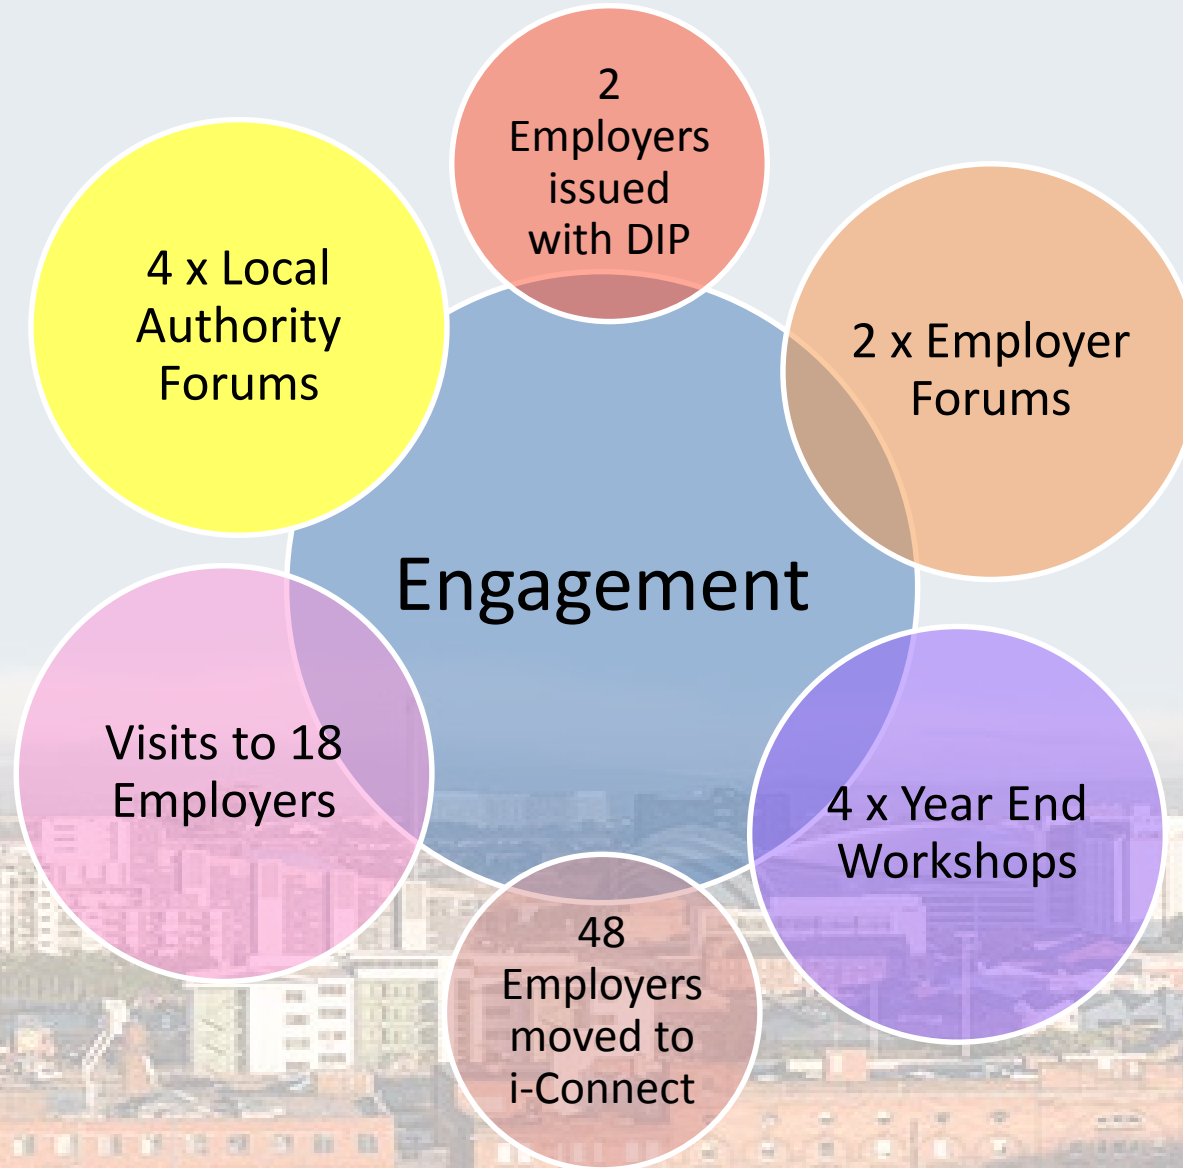 2
Employers
issued
with DIP
4 x Local
Authority
Forums
2 x Employer
Forums
Engagement
Visits to 18
Employers
4 x Year End
Workshops
48
Employers
moved to
i-Connect